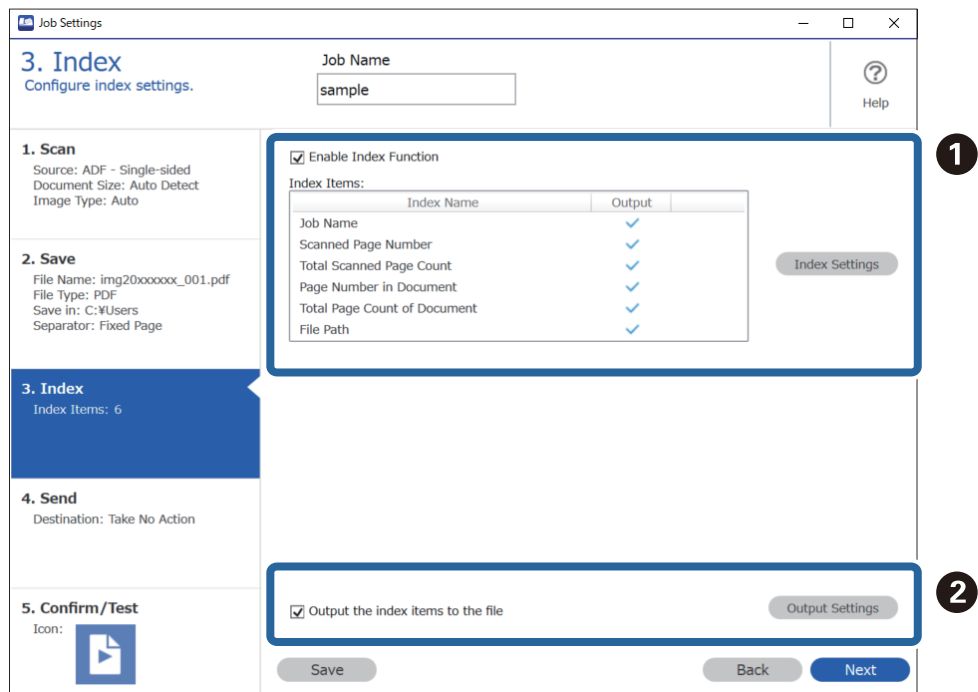 Job Settings
3. Index
Configure index settings.
Job Name
sample
Help
1. Scan
Source: ADF - Single-sided
Document Size: Auto Detect
Image Type: Auto
2. Save
File Name: img20xxxxxx_001.pdf
File Type: PDF
Save in: C:¥Users
Separator: Fixed Page
3. Index
Index Items: 6
4. Send
Destination: Take No Action
5. Confirm/Test
Icon:
1
Enable Index Function
Index Items:
Index Name Output
Job Name
Scanned Page Number
Total Scanned Page Count
Page Number in Document
Total Page Count of Document
File Path
Index Settings
2
Output the index items to the file
Output Settings
Save Back Next